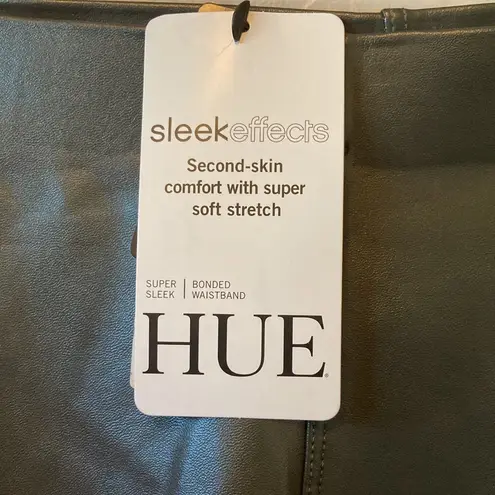 sleekeffects
Second-skin
comfort with super
soft stretch
SUPER SLEEK | BONDED WAISTBAND
HUE®